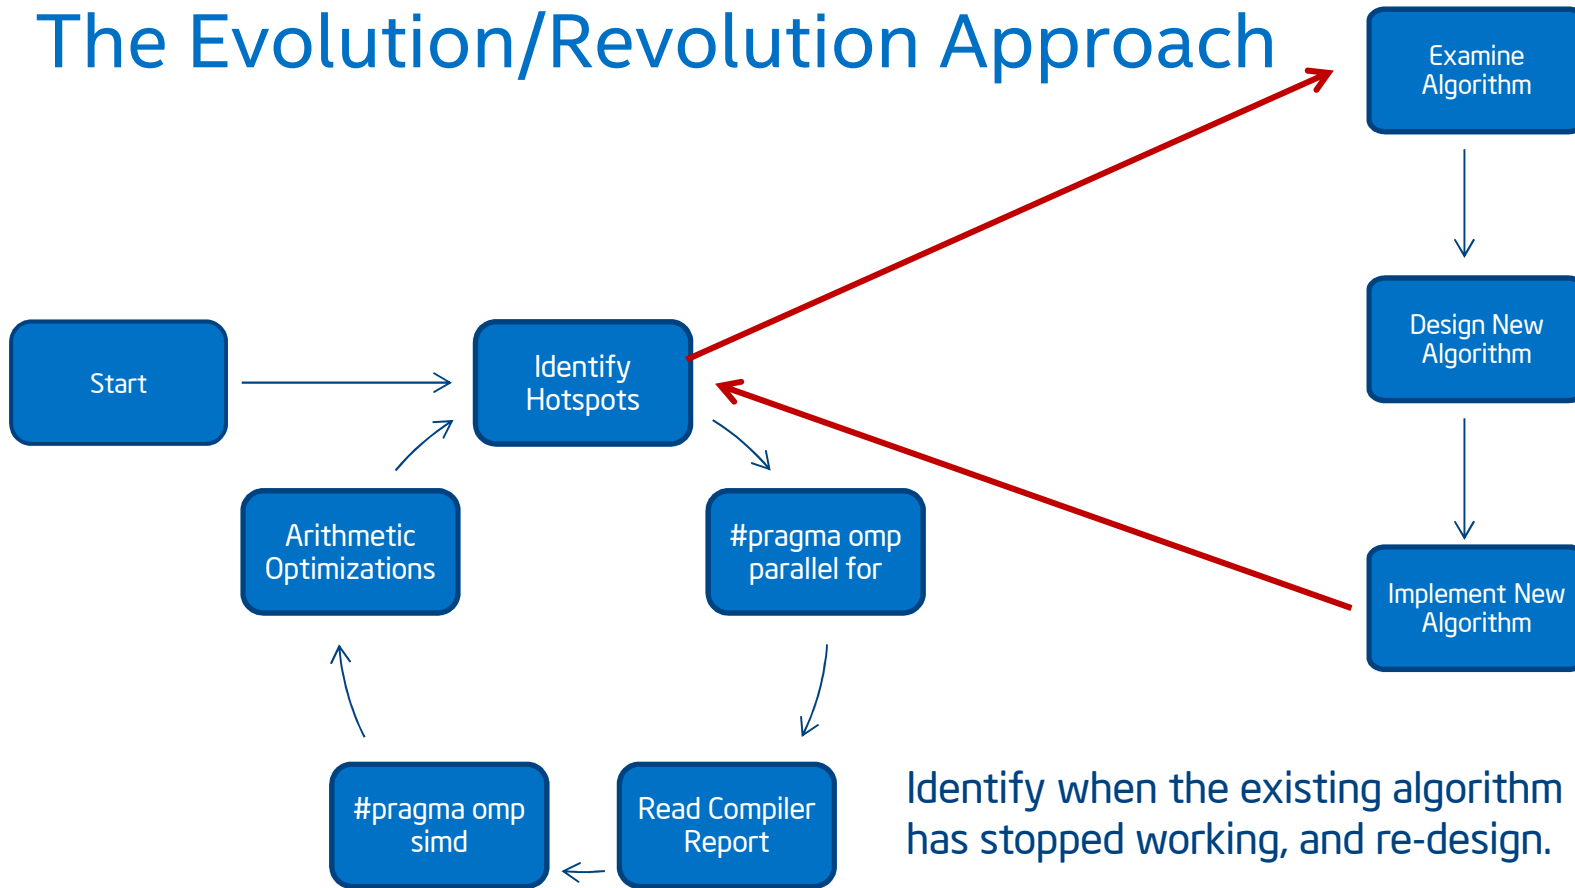 The Evolution/Revolution Approach
Examine
Algorithm
Design New
Algorithm
Start
Identify
Hotspots
Arithmetic
Optimizations
#pragma omp
parallel for
Implement New
Algorithm
#pragma omp
simd
Read Compiler
Report
Identify when the existing algorithm
has stopped working, and re-design.